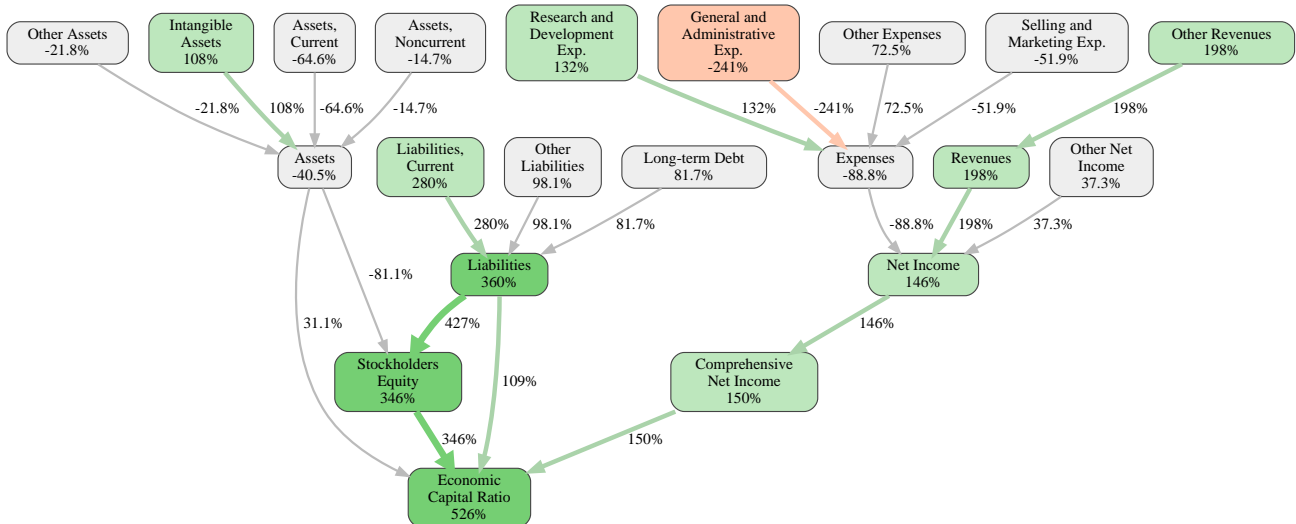 Other Assets
-21.8%
Intangible
Assets
108%
Assets,
Current
-64.6%
Assets,
Noncurrent
-14.7%
Research and
Development
Exp.
132%
General and
Administrative
Exp.
-241%
Other Expenses
72.5%
Selling and
Marketing Exp.
-51.9%
Other Revenues
198%
-21.8%
108%
-64.6%
-14.7%
132%
-241%
72.5%
-51.9%
198%
Assets
-40.5%
Liabilities,
Current
280%
Other
Liabilities
98.1%
Long-term Debt
81.7%
Expenses
-88.8%
Revenues
198%
Other Net
Income
37.3%
280%
98.1%
81.7%
-88.8%
198%
37.3%
Liabilities
360%
Net Income
146%
-81.1%
31.1%
427%
146%
Stockholders
Equity
346%
109%
Comprehensive
Net Income
150%
346%
150%
Economic
Capital Ratio
526%